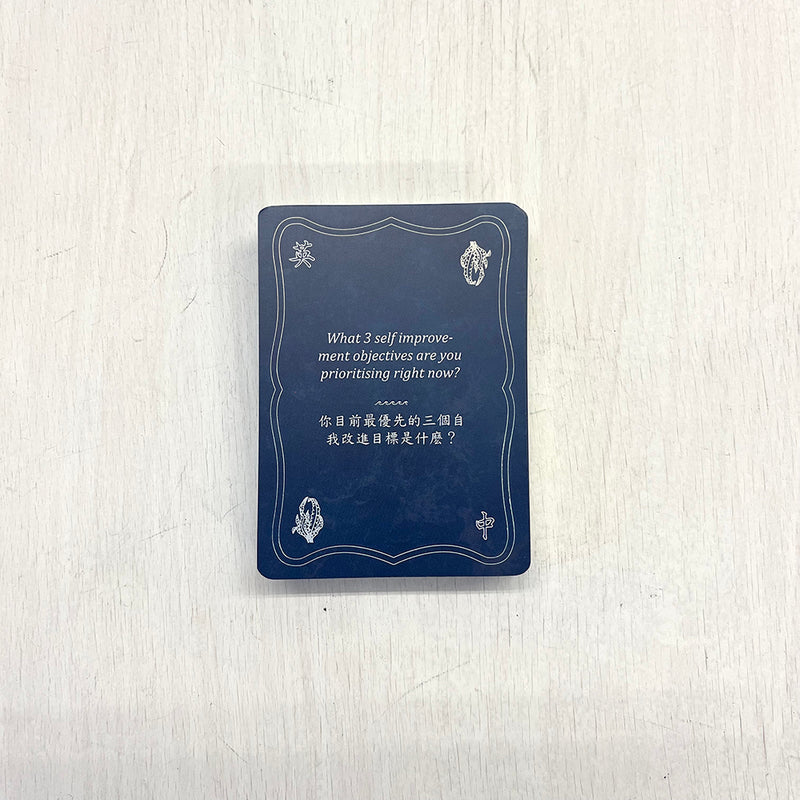 英
What 3 self improve-
ment objectives are you
prioritising right now?
你目前最優先的三個自
我改進目標是什麼？
中